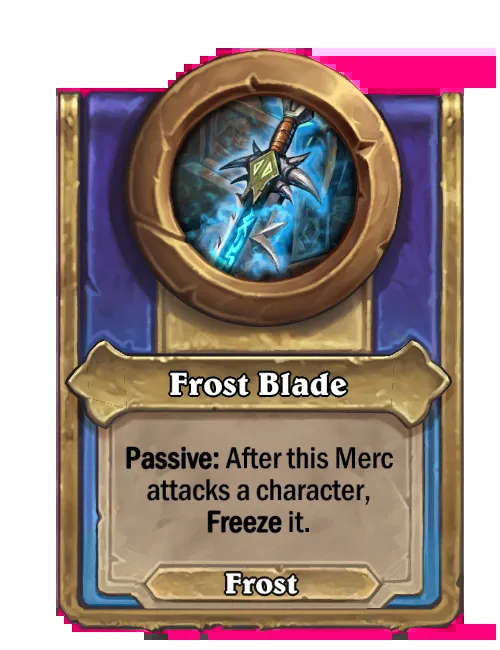 Frost Blade
Passive: After this Merc
attacks a character,
Freeze it.
Frost